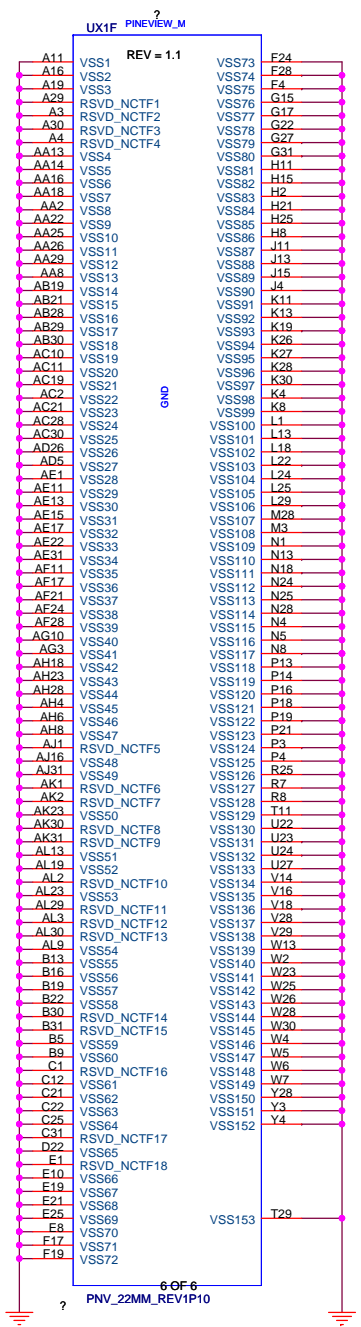 ?
UX1F PINEVIEW_M
REV = 1.1
A11 VSS1 VSS73 F24
A16 VSS2 VSS74 F28
A19 VSS3 VSS75 F4
A29 RSVD_NCTF1 VSS76 G15
A3 RSVD_NCTF2 VSS77 G17
A30 RSVD_NCTF3 VSS78 G22
A4 RSVD_NCTF4 VSS79 G27
AA13 VSS4 VSS80 G31
AA14 VSS5 VSS81 H11
AA16 VSS6 VSS82 H15
AA18 VSS7 VSS83 H2
AA2 VSS8 VSS84 H21
AA22 VSS9 VSS85 H25
AA25 VSS10 VSS86 H8
AA26 VSS11 VSS87 J11
AA29 VSS12 VSS88 J13
AA8 VSS13 VSS89 J15
AB19 VSS14 VSS90 J4
AB21 VSS15 VSS91 K11
AB28 VSS16 VSS92 K13
AB29 VSS17 VSS93 K19
AB30 VSS18 VSS94 K26
AC10 VSS19 VSS95 K27
AC11 VSS20 VSS96 K28
AC19 VSS21 VSS97 K30
AC2 VSS22 VSS98 K4
AC21 VSS23 VSS99 K8
GND
AC28 VSS24 VSS100 L1
AC30 VSS25 VSS101 L13
AD26 VSS26 VSS102 L18
AD5 VSS27 VSS103 L22
AE1 VSS28 VSS104 L24
AE11 VSS29 VSS105 L25
AE13 VSS30 VSS106 L29
AE15 VSS31 VSS107 M28
AE17 VSS32 VSS108 M3
AE22 VSS33 VSS109 N1
AE31 VSS34 VSS110 N13
AF11 VSS35 VSS111 N18
AF17 VSS36 VSS112 N24
AF21 VSS37 VSS113 N25
AF24 VSS38 VSS114 N28
AF28 VSS39 VSS115 N4
AG10 VSS40 VSS116 N5
AG3 VSS41 VSS117 N8
AH18 VSS42 VSS118 P13
AH23 VSS43 VSS119 P14
AH28 VSS44 VSS120 P16
AH4 VSS45 VSS121 P18
AH6 VSS46 VSS122 P19
AH8 VSS47 VSS123 P21
AJ1 RSVD_NCTF5 VSS124 P3
AJ16 VSS48 VSS125 P4
AJ31 VSS49 VSS126 R25
AK1 RSVD_NCTF6 VSS127 R7
AK2 RSVD_NCTF7 VSS128 R8
AK23 VSS50 VSS129 T11
AK30 RSVD_NCTF8 VSS130 U22
AK31 RSVD_NCTF9 VSS131 U23
AL13 VSS51 VSS132 U24
AL19 VSS52 VSS133 U27
AL2 RSVD_NCTF10 VSS134 V14
AL23 VSS53 VSS135 V16
AL29 RSVD_NCTF11 VSS136 V18
AL3 RSVD_NCTF12 VSS137 V28
AL30 RSVD_NCTF13 VSS138 V29
AL9 VSS54 VSS139 W13
B13 VSS55 VSS140 W2
B16 VSS56 VSS141 W23
B19 VSS57 VSS142 W25
B22 VSS58 VSS143 W26
B30 RSVD_NCTF14 VSS144 W28
B31 RSVD_NCTF15 VSS145 W30
B5 VSS59 VSS146 W4
B9 VSS60 VSS147 W5
C1 RSVD_NCTF16 VSS148 W6
C12 VSS61 VSS149 W7
C21 VSS62 VSS150 Y28
C22 VSS63 VSS151 Y3
C25 VSS64 VSS152 Y4
C31 RSVD_NCTF17
D22 VSS65
E1 RSVD_NCTF18
E10 VSS66
E19 VSS67
E21 VSS68
E25 VSS69 VSS153 T29
E8 VSS70
F17 VSS71
F19 VSS72
6 OF 6
? PNV_22MM_REV1P10